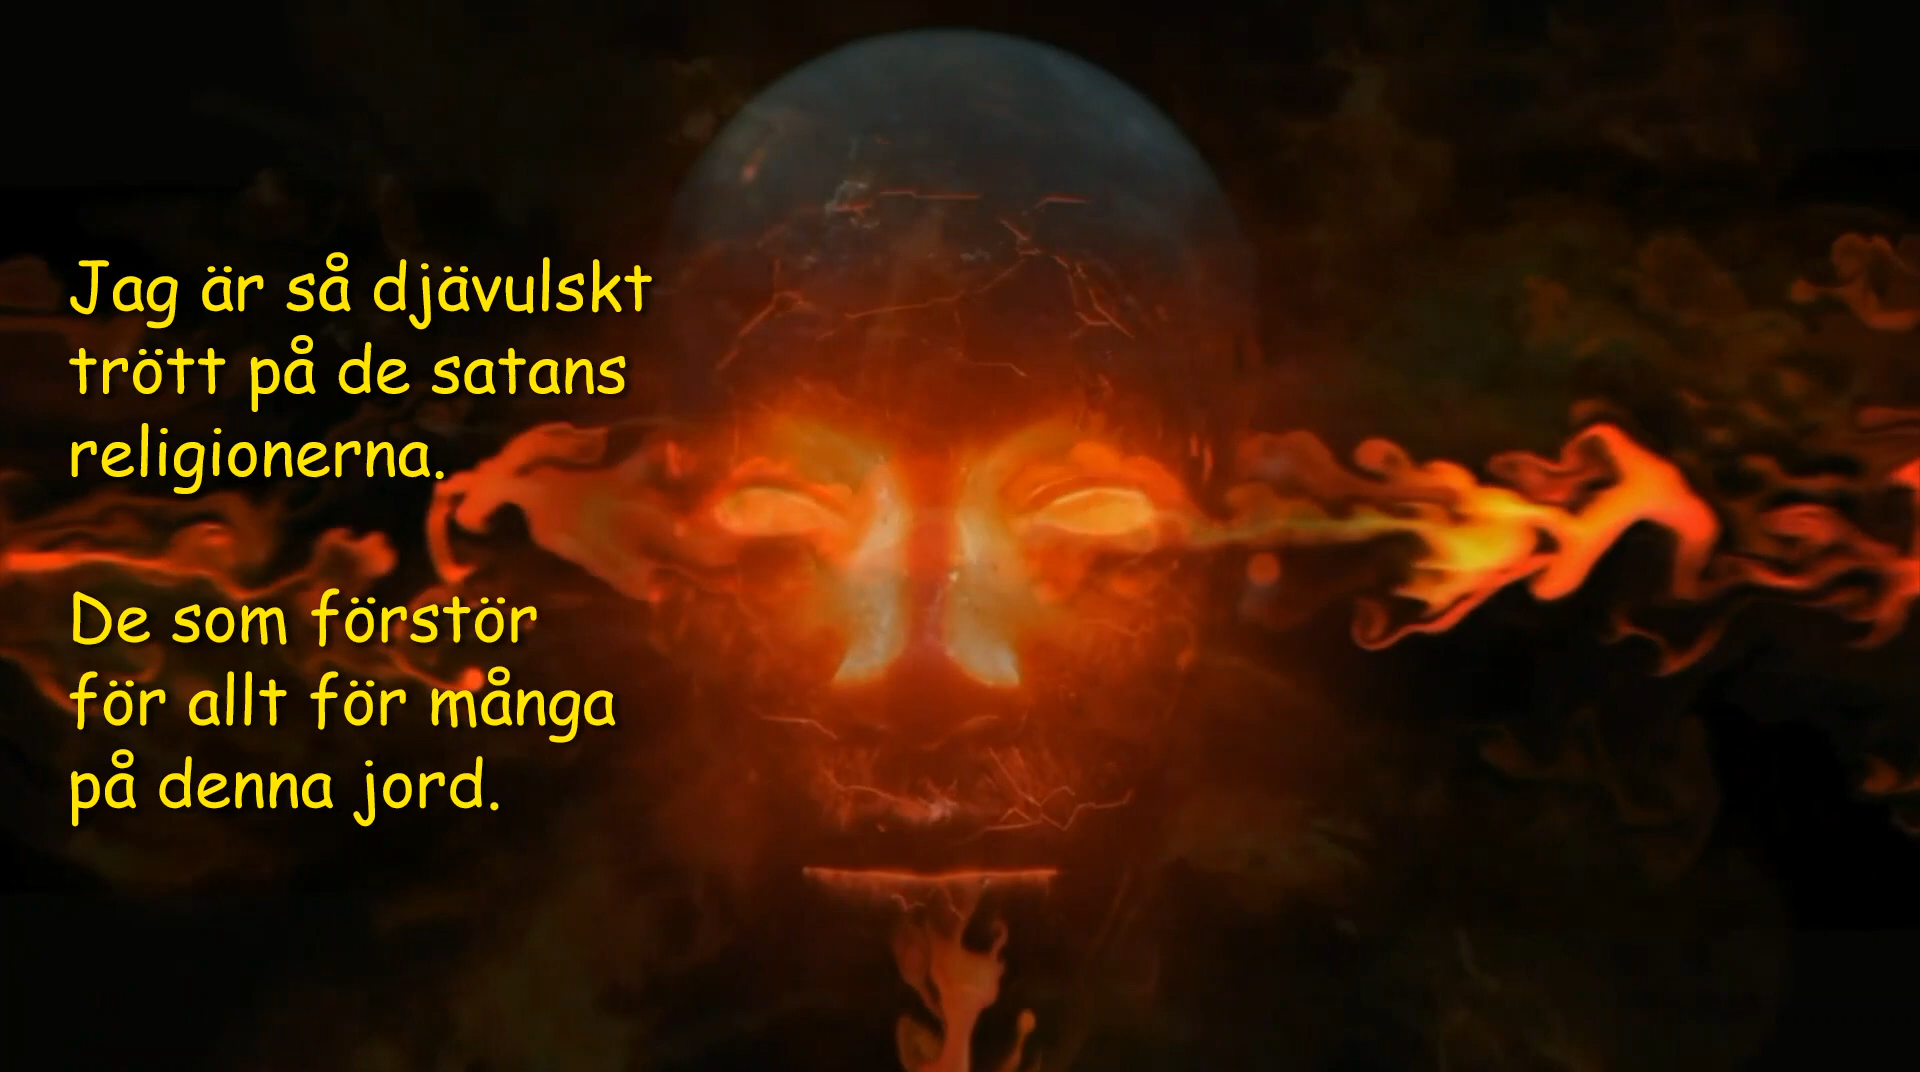 Jag är så djävulskt
trött på de satans
religionerna.
De som förstör
för allt för många
på denna jord.